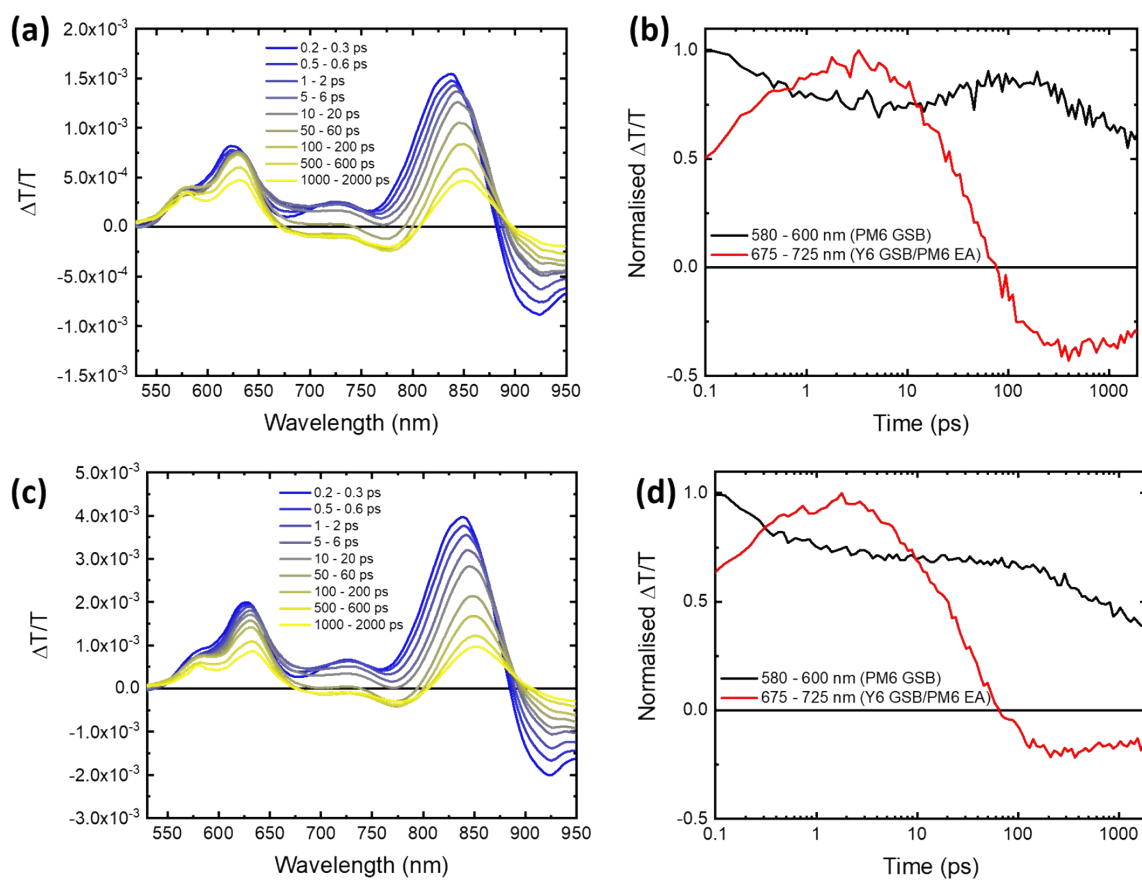 (a)
2.0x10⁻³
1.5x10⁻³
1.0x10⁻³
5.0x10⁻⁴
0.0
-5.0x10⁻⁴
-1.0x10⁻³
-1.5x10⁻³
ΔT/T
0.2 - 0.3 ps
0.5 - 0.6 ps
1 - 2 ps
5 - 6 ps
10 - 20 ps
50 - 60 ps
100 - 200 ps
500 - 600 ps
1000 - 2000 ps
550 600 650 700 750 800 850 900 950
Wavelength (nm)
(b)
1.0
0.5
0.0
-0.5
Normalised ΔT/T
580 - 600 nm (PM6 GSB)
675 - 725 nm (Y6 GSB/PM6 EA)
0.1 1 10 100 1000
Time (ps)
(c)
5.0x10⁻³
4.0x10⁻³
3.0x10⁻³
2.0x10⁻³
1.0x10⁻³
0.0
-1.0x10⁻³
-2.0x10⁻³
-3.0x10⁻³
ΔT/T
0.2 - 0.3 ps
0.5 - 0.6 ps
1 - 2 ps
5 - 6 ps
10 - 20 ps
50 - 60 ps
100 - 200 ps
500 - 600 ps
1000 - 2000 ps
550 600 650 700 750 800 850 900 950
Wavelength (nm)
(d)
1.0
0.5
0.0
-0.5
Normalised ΔT/T
580 - 600 nm (PM6 GSB)
675 - 725 nm (Y6 GSB/PM6 EA)
0.1 1 10 100 1000
Time (ps)